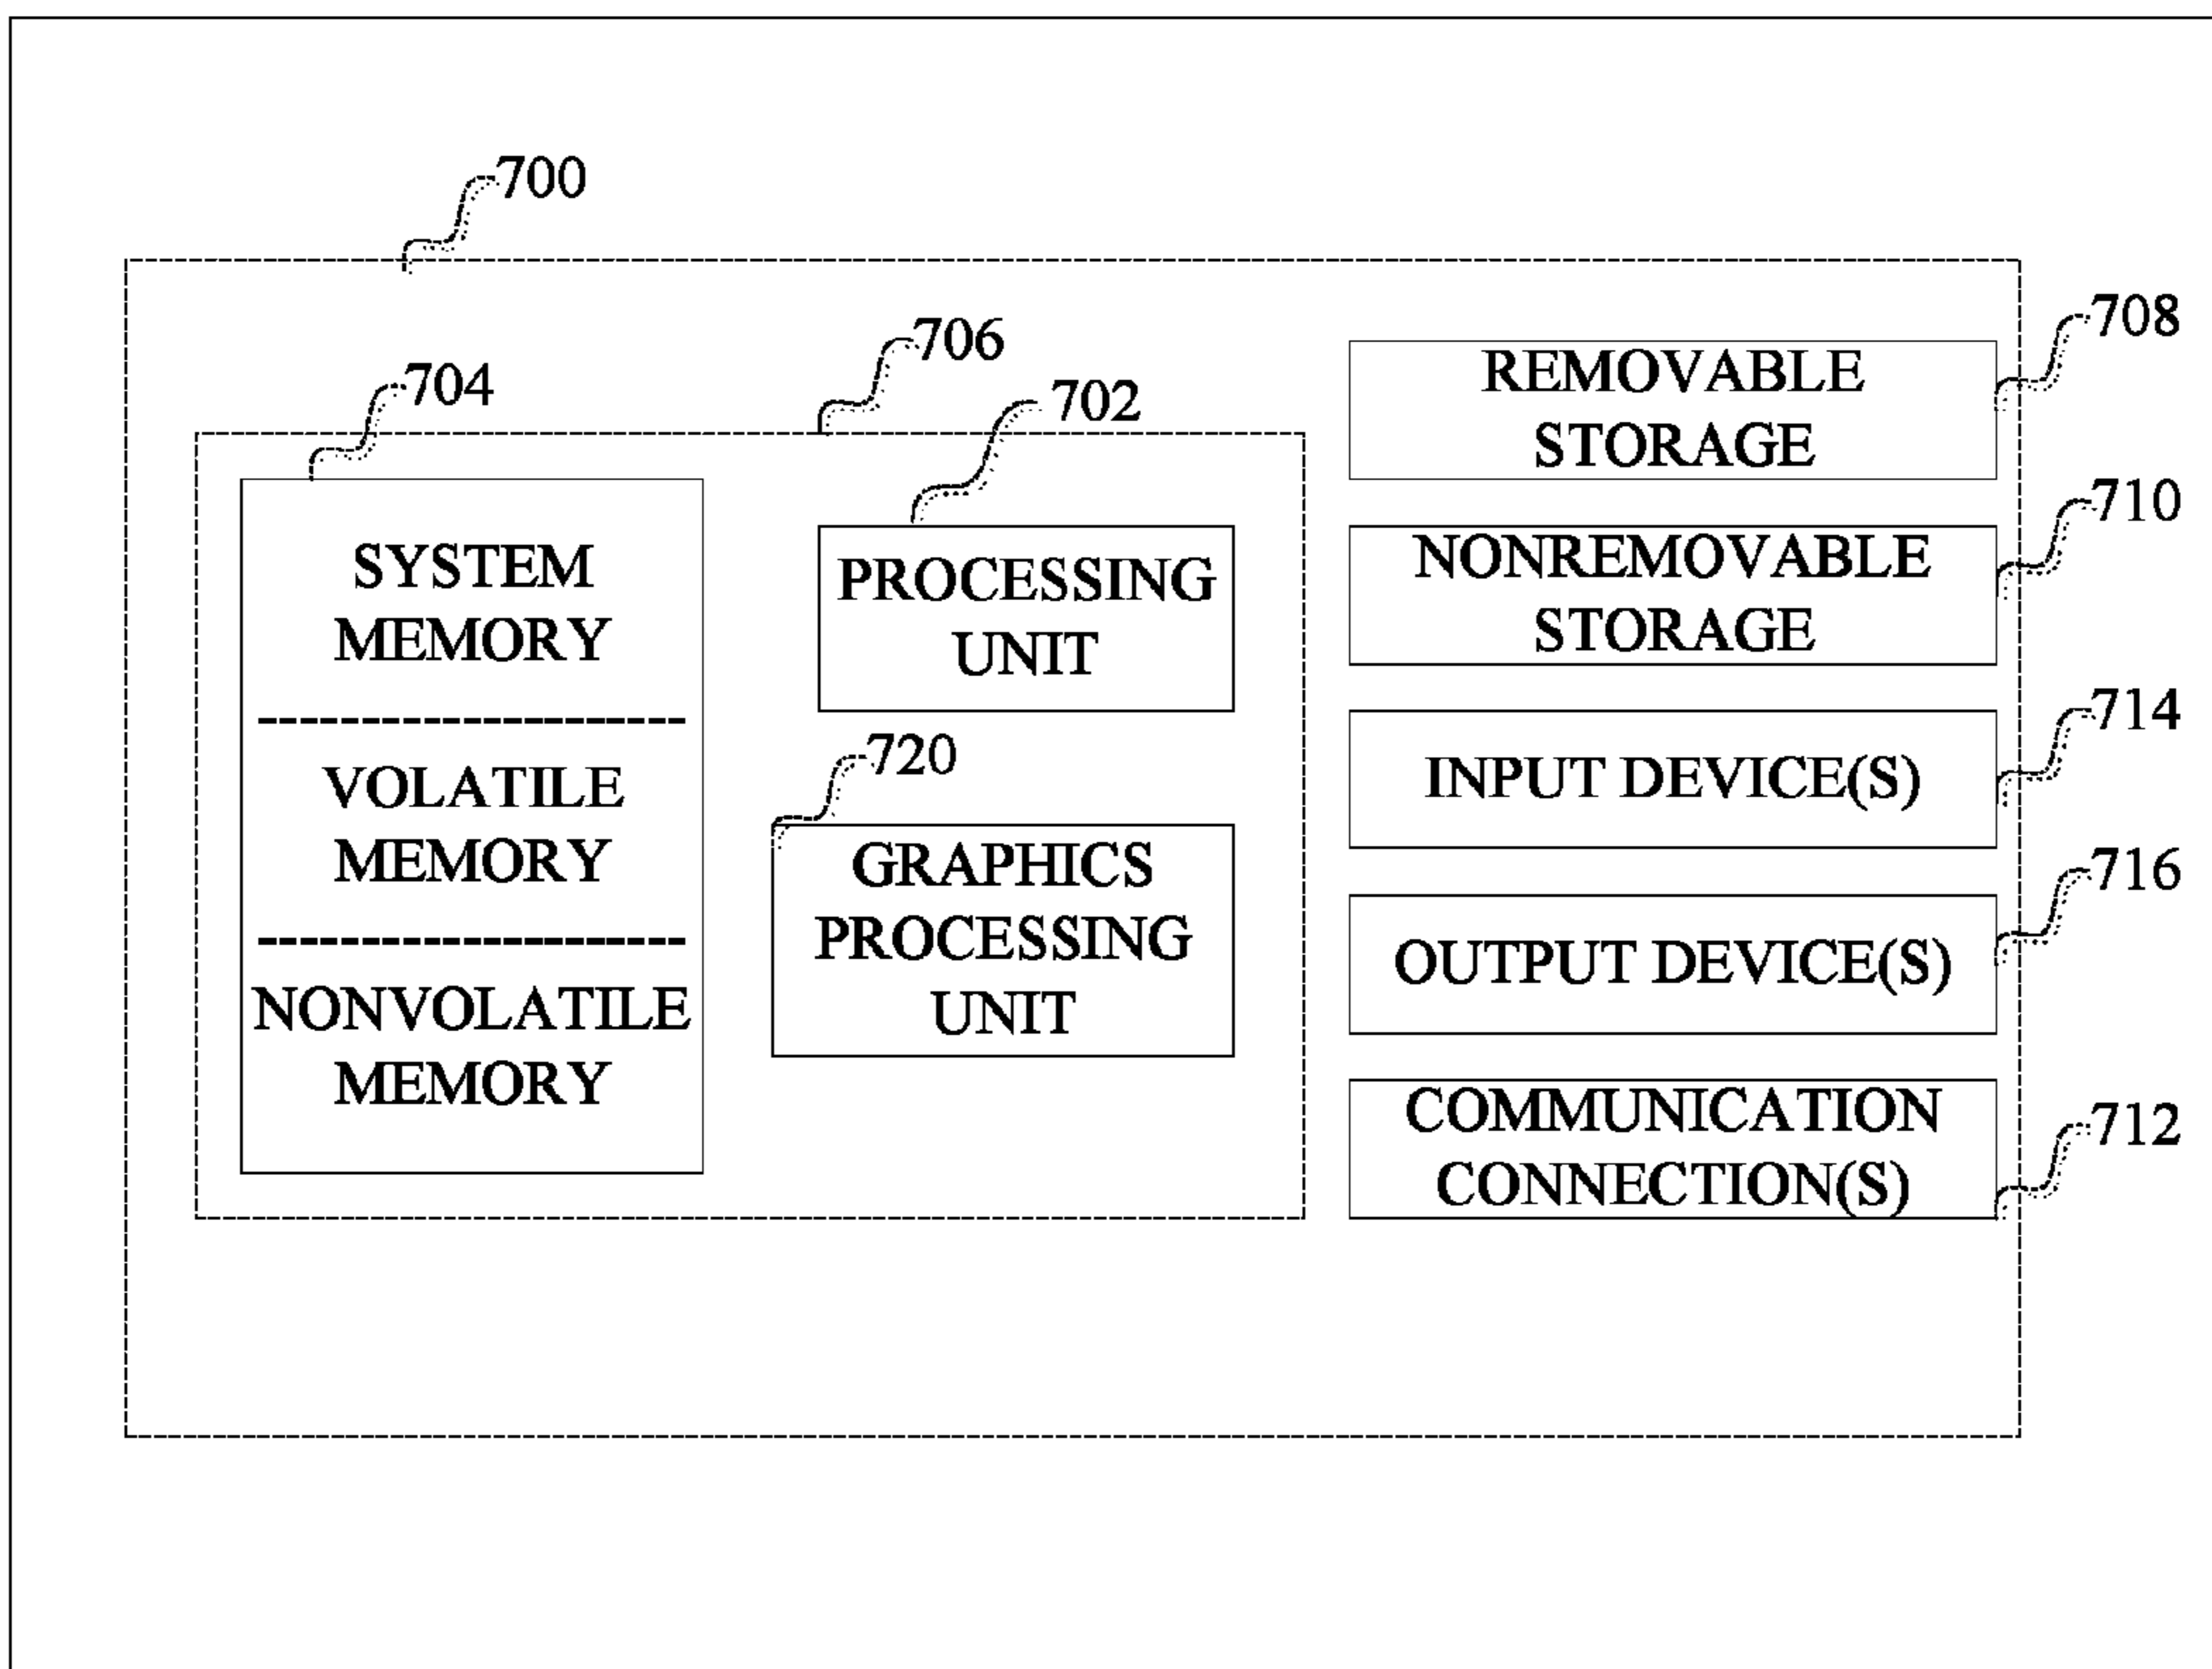 700
706
704
702
SYSTEM
MEMORY
VOLATILE
MEMORY
NONVOLATILE
MEMORY
PROCESSING
UNIT
720
GRAPHICS
PROCESSING
UNIT
708
REMOVABLE
STORAGE
710
NONREMOVABLE
STORAGE
714
INPUT DEVICE(S)
716
OUTPUT DEVICE(S)
712
COMMUNICATION
CONNECTION(S)